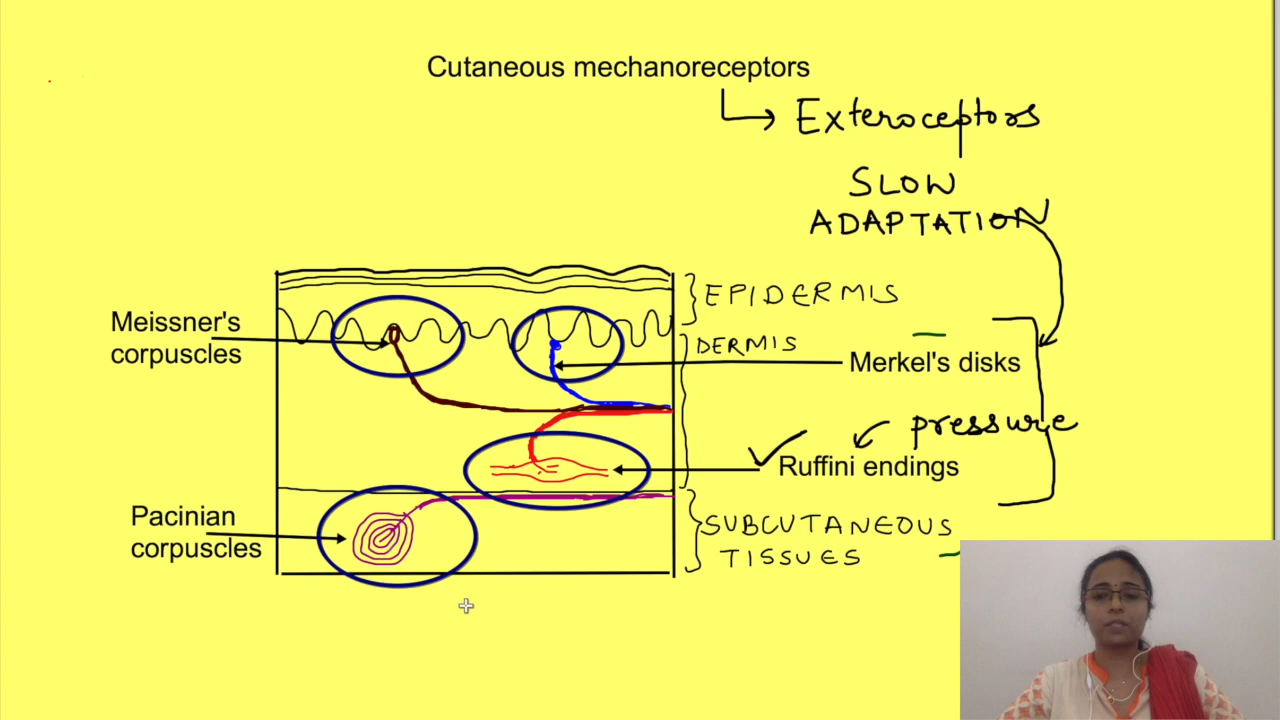 Cutaneous mechanoreceptors
Exteroceptors
SLOW
ADAPTATION
EPIDERMIS
Meissner's
corpuscles
DERMIS
Merkel's disks
pressure
Ruffini endings
Pacinian
corpuscles
SUBCUTANEOUS
TISSUES